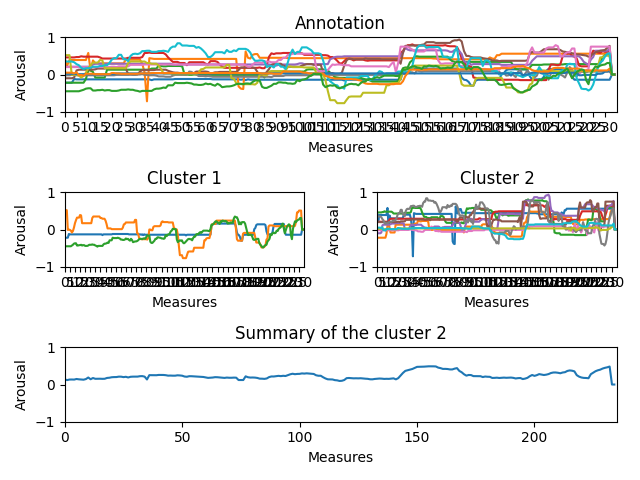 Annotation
1
0
−1
Arousal
Measures
Cluster 1
Cluster 2
1
0
−1
1
0
−1
Arousal
Arousal
Measures
Measures
Summary of the cluster 2
1
0
−1
Arousal
0 50 100 150 200
Measures